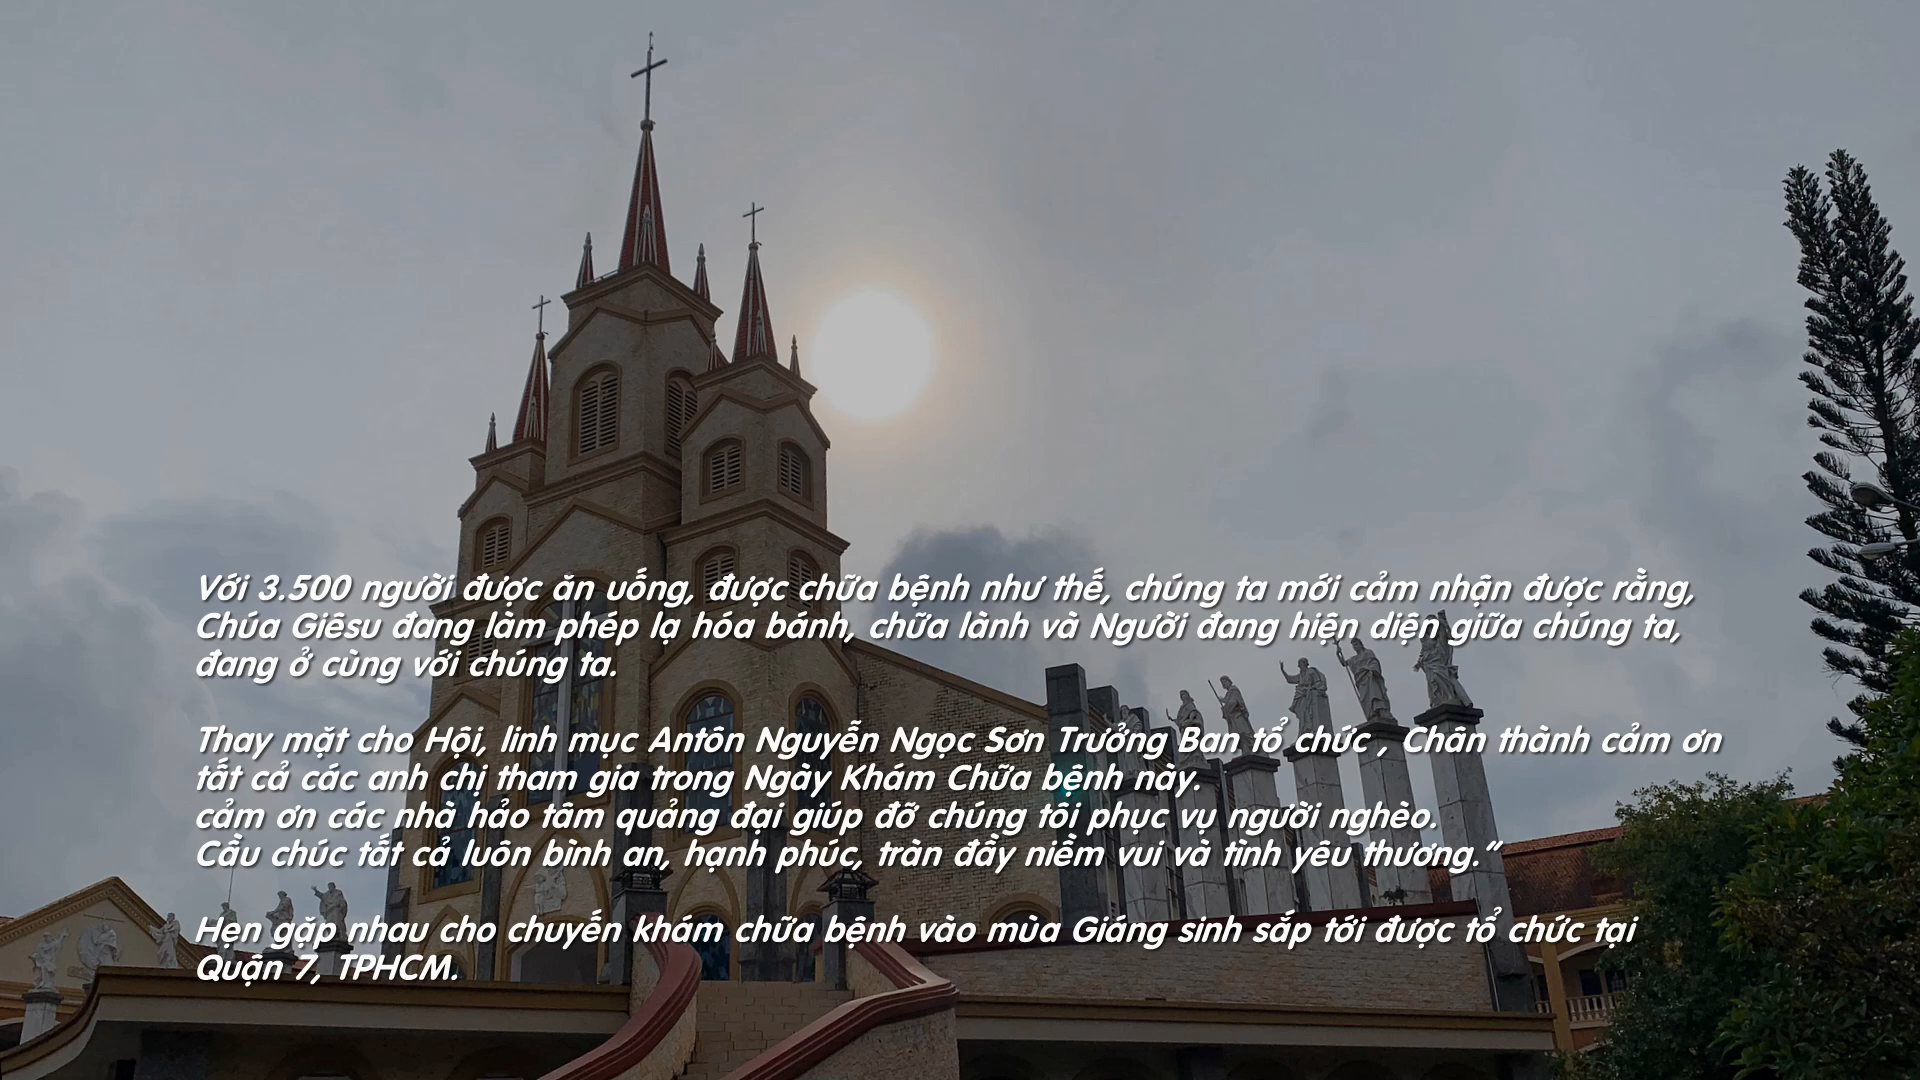 Với 3.500 người được ăn uống, được chữa bệnh như thế, chúng ta mới cảm nhận được rằng,
Chúa Giêsu đang làm phép lạ hóa bánh, chữa lành và Người đang hiện diện giữa chúng ta,
đang ở cùng với chúng ta.
Thay mặt cho Hội, linh mục Antôn Nguyễn Ngọc Sơn Trưởng Ban tổ chức , Chân thành cảm ơn
tất cả các anh chị tham gia trong Ngày Khám Chữa bệnh này.
cảm ơn các nhà hảo tâm quảng đại giúp đỡ chúng tôi phục vụ người nghèo.
Cầu chúc tất cả luôn bình an, hạnh phúc, tràn đầy niềm vui và tình yêu thương.”
Hẹn gặp nhau cho chuyến khám chữa bệnh vào mùa Giáng sinh sắp tới được tổ chức tại
Quận 7, TPHCM.